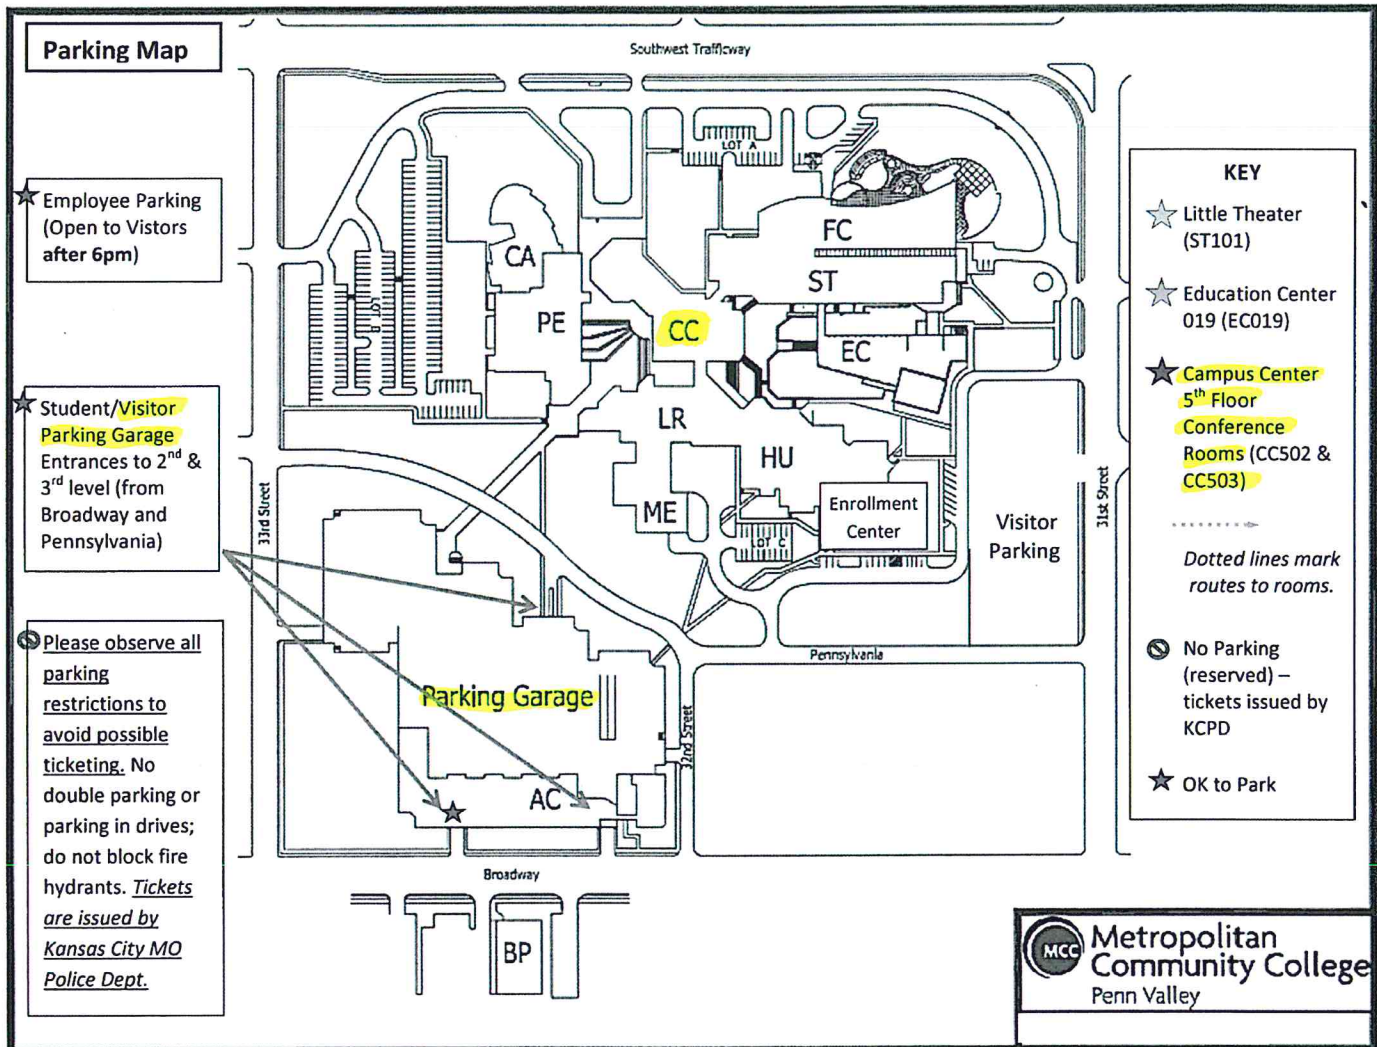 Parking Map
Southwest Trafficway
Employee Parking
(Open to Vistors
after 6pm)
Student/Visitor
Parking Garage
Entrances to 2nd &
3rd level (from
Broadway and
Pennsylvania)
Please observe all
parking
restrictions to
avoid possible
ticketing. No
double parking or
parking in drives;
do not block fire
hydrants. Tickets
are issued by
Kansas City MO
Police Dept.
LOT A
FC
CA
ST
PE
CC
EC
LOT B
LR
HU
ME
Enrollment
Center
LOT C
Visitor
Parking
33rd Street
31st Street
Pennsylvania
Parking Garage
32nd Street
AC
Broadway
BP
KEY
Little Theater
(ST101)
Education Center
019 (EC019)
Campus Center
5th Floor
Conference
Rooms (CC502 &
CC503)
Dotted lines mark
routes to rooms.
No Parking
(reserved) –
tickets issued by
KCPD
OK to Park
MCC
Metropolitan
Community College
Penn Valley